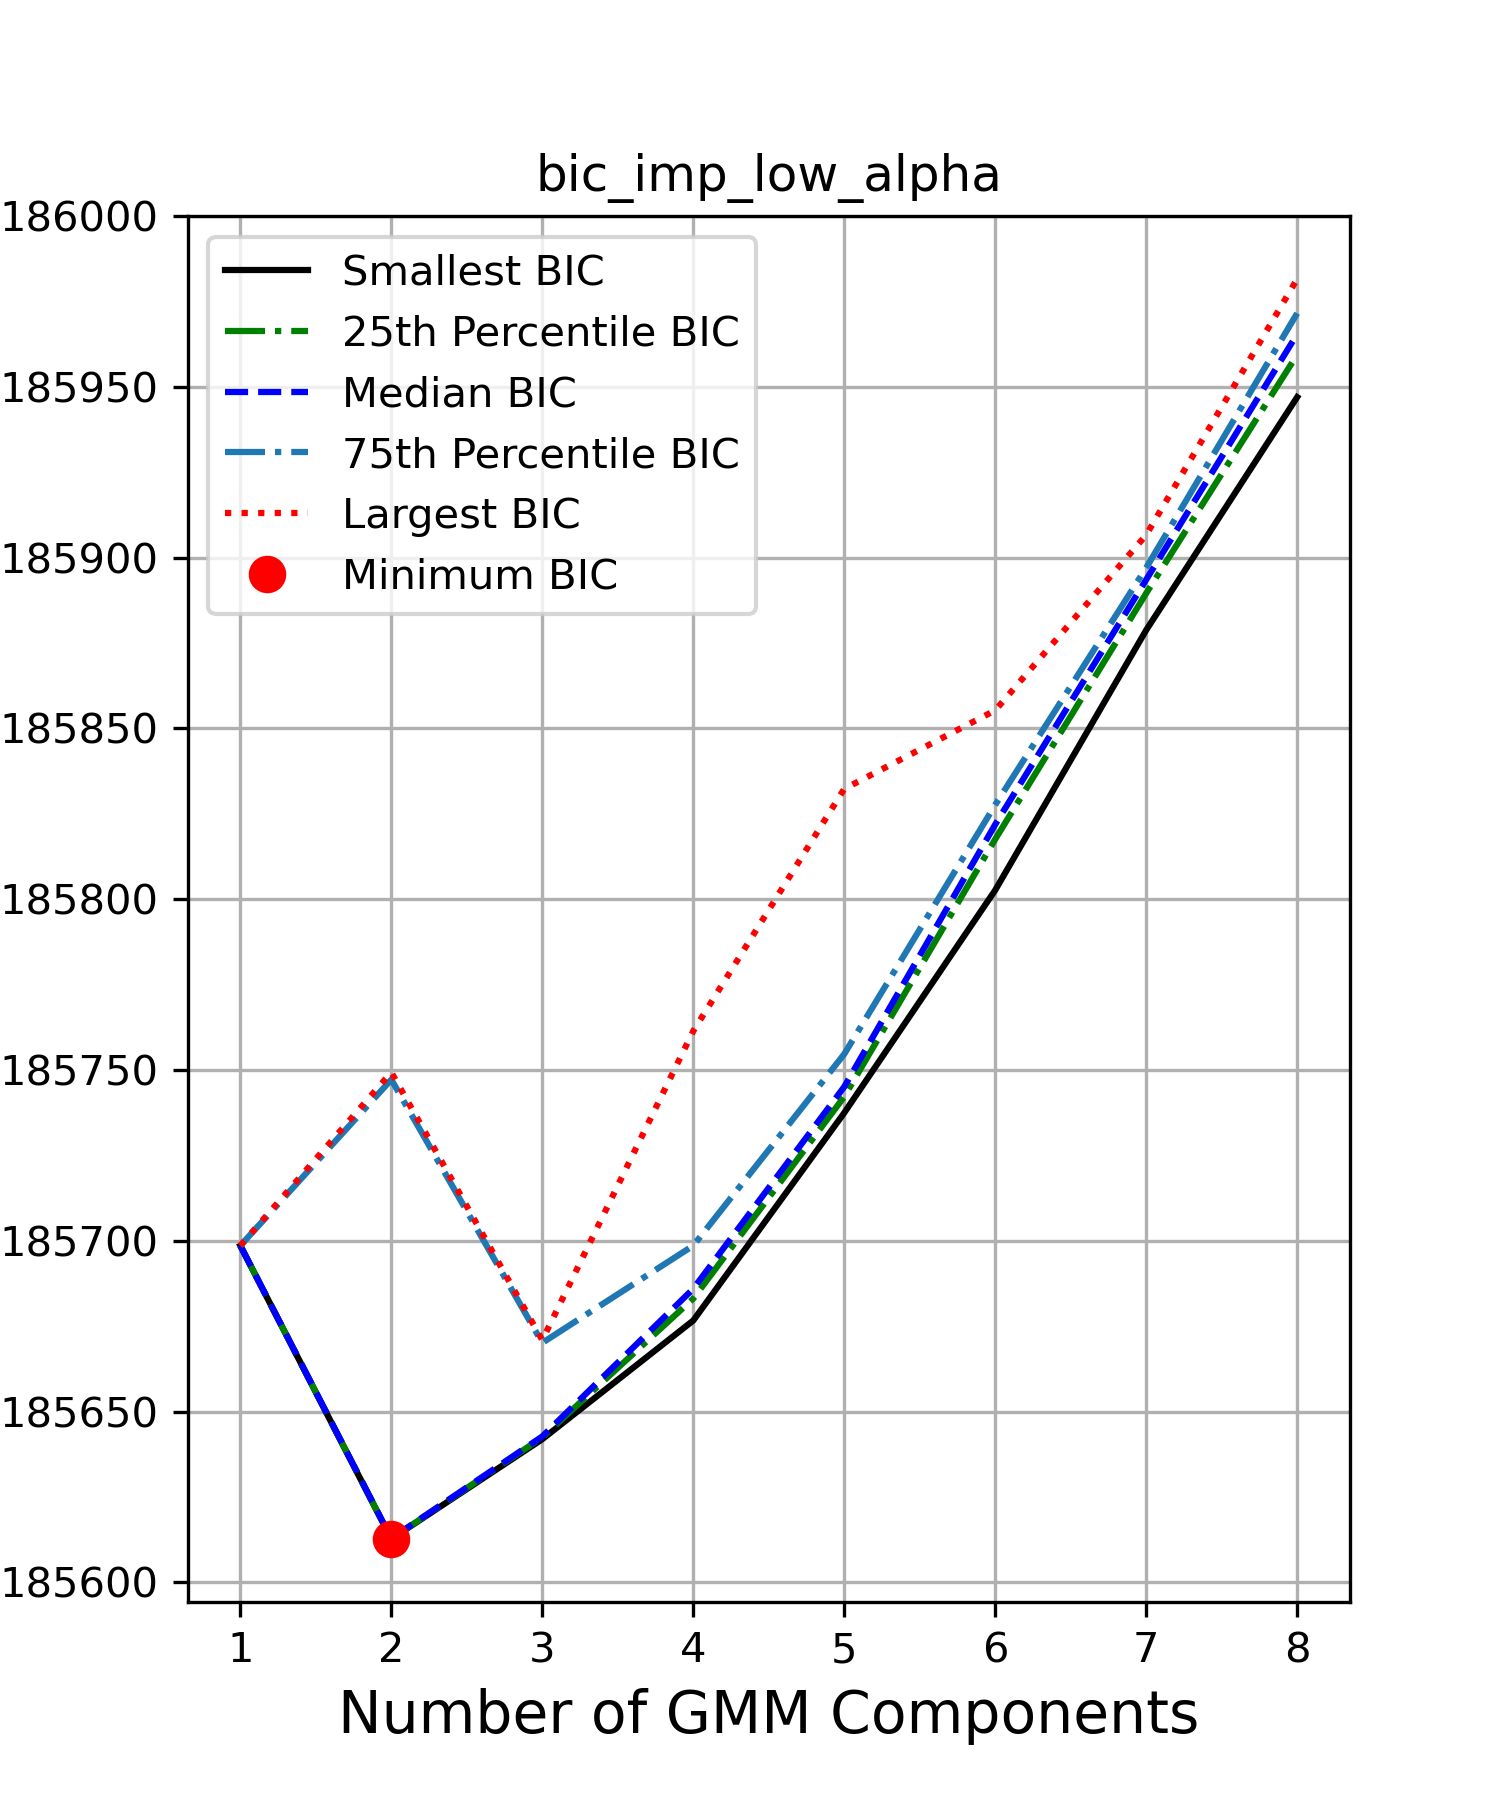 bic_imp_low_alpha
186000
185950
185900
185850
185800
185750
185700
185650
185600
Smallest BIC
25th Percentile BIC
Median BIC
75th Percentile BIC
Largest BIC
Minimum BIC
1 2 3 4 5 6 7 8
Number of GMM Components